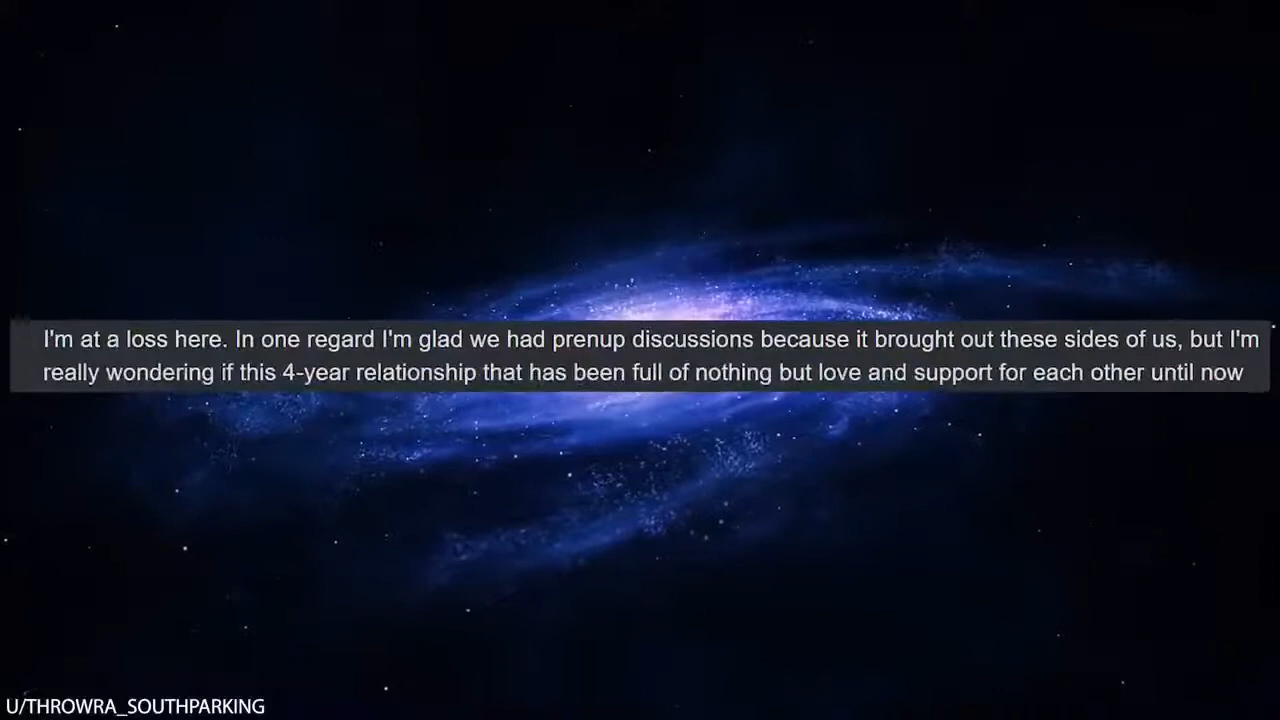 I'm at a loss here. In one regard I'm glad we had prenup discussions because it brought out these sides of us, but I'm
really wondering if this 4-year relationship that has been full of nothing but love and support for each other until now
U/THROWRA_SOUTHPARKING